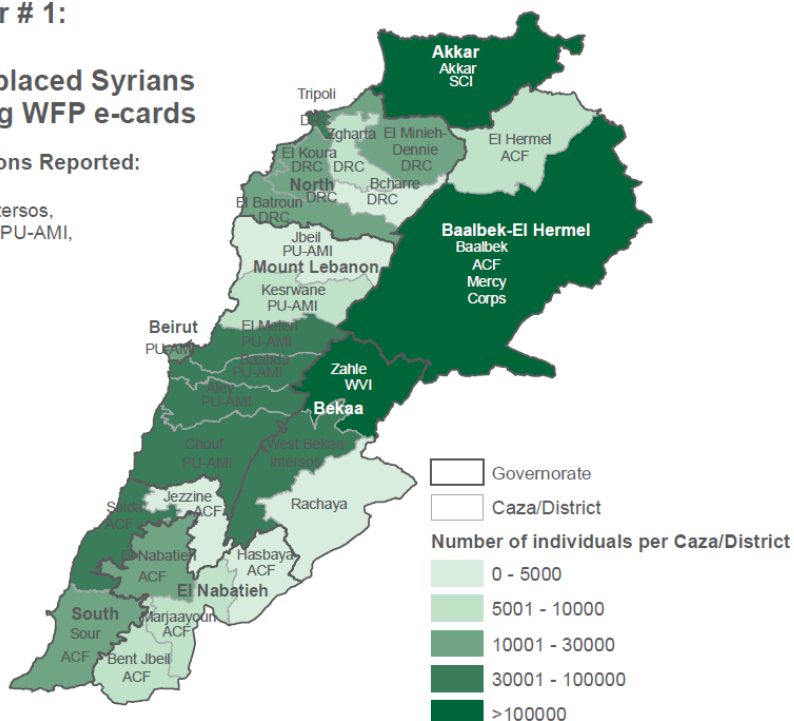 r # 1:
placed Syrians
g WFP e-cards
ons Reported:
tersos,
PU-AMI,
Akkar
Akkar
SCI
Tripoli
DRC
Zgharta
DRC
El Minieh-
Dennie
DRC
El Hermel
ACF
El Koura
DRC
North
Bcharre
DRC
DRC
El Batroun
DRC
Baalbek-El Hermel
Baalbek
ACF
Mercy
Corps
Jbeil
PU-AMI
Mount Lebanon
Kesrwane
PU-AMI
Beirut
PU-AMI
El Meten
PU-AMI
Baabda
PU-AMI
Aley
PU-AMI
Zahle
WVI
Bekaa
Chouf
PU-AMI
West Bekaa
Intersos
Rachaya
Jezzine
ACF
Saida
ACF
El Nabatieh
ACF
Hasbaya
ACF
El Nabatieh
South
Sour
ACF
Marjaayoun
ACF
Bent Jbeil
ACF
Governorate
Caza/District
Number of individuals per Caza/District
0 - 5000
5001 - 10000
10001 - 30000
30001 - 100000
>100000